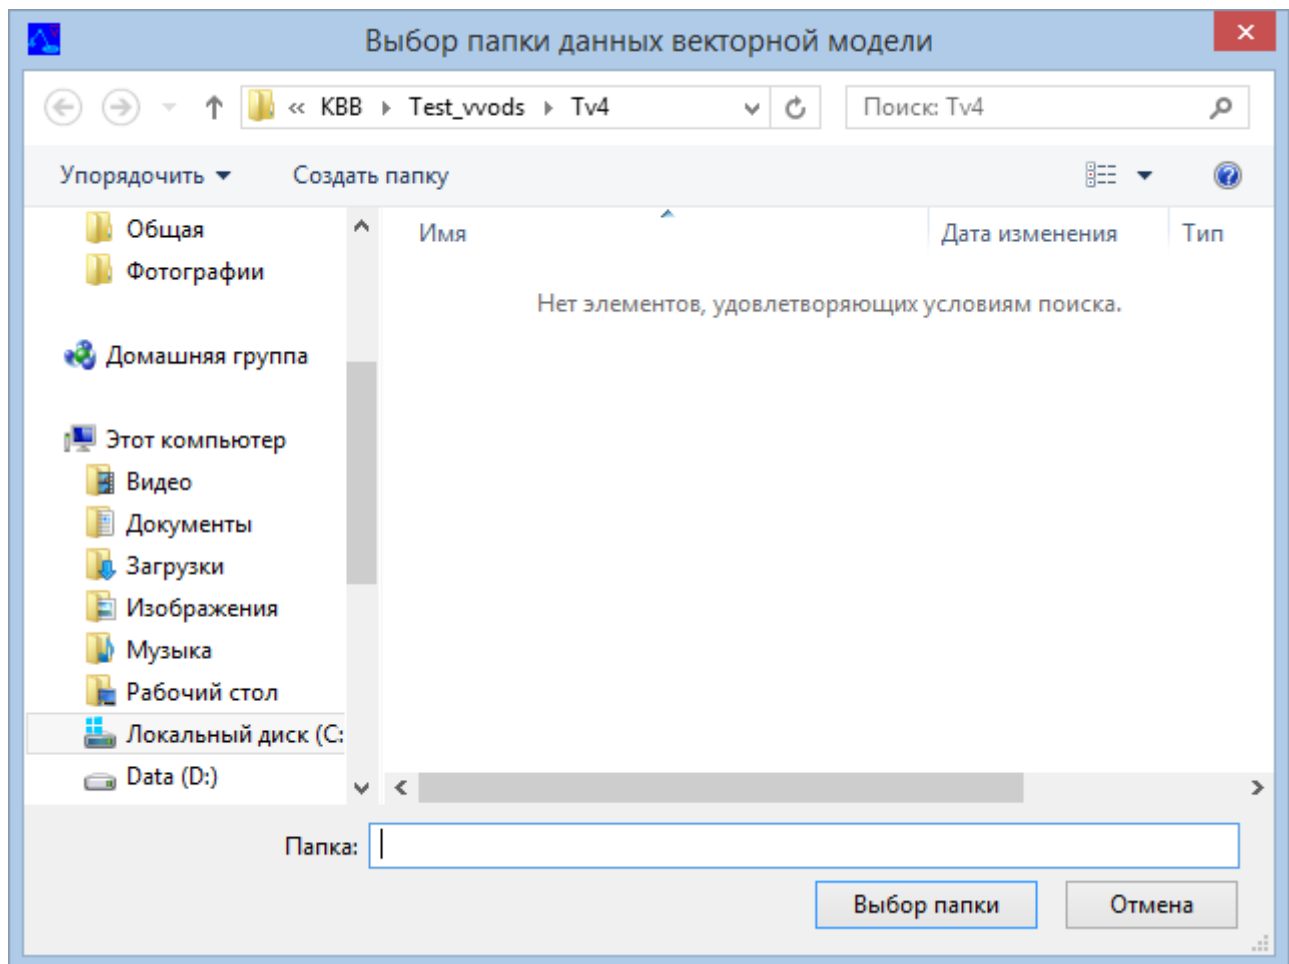 Выбор папки данных векторной модели
« КВВ Test_vvods Tv4 Поиск: Tv4
Упорядочить Создать папку
Общая
Фотографии
Домашняя группа
Этот компьютер
Видео
Документы
Загрузки
Изображения
Музыка
Рабочий стол
Локальный диск (C:
Data (D:)
Имя Дата изменения Тип
Нет элементов, удовлетворяющих условиям поиска.
Папка:
Выбор папки Отмена